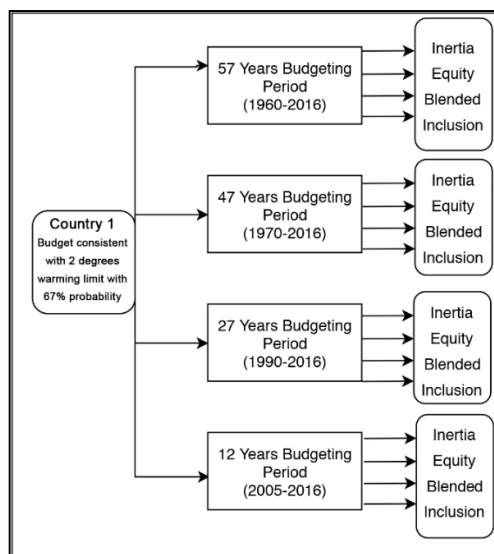 Country 1
Budget consistent
with 2 degrees
warming limit with
67% probability
57 Years Budgeting
Period
(1960-2016)
Inertia
Equity
Blended
Inclusion
47 Years Budgeting
Period
(1970-2016)
Inertia
Equity
Blended
Inclusion
27 Years Budgeting
Period
(1990-2016)
Inertia
Equity
Blended
Inclusion
12 Years Budgeting
Period
(2005-2016)
Inertia
Equity
Blended
Inclusion